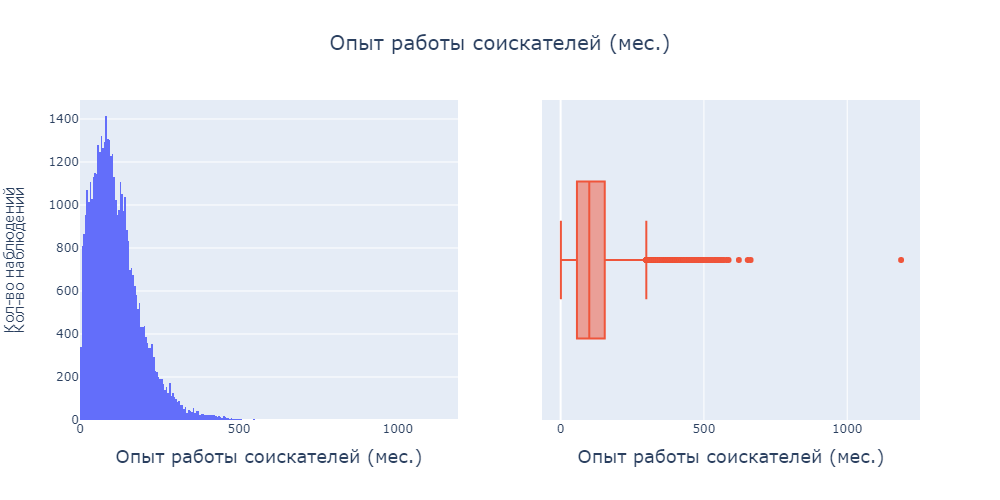 Опыт работы соискателей (мес.)
Кол-во наблюдений
Кол-во наблюдений
1400
1200
1000
800
600
400
200
0
0 500 1000
Опыт работы соискателей (мес.)
0 500 1000
Опыт работы соискателей (мес.)